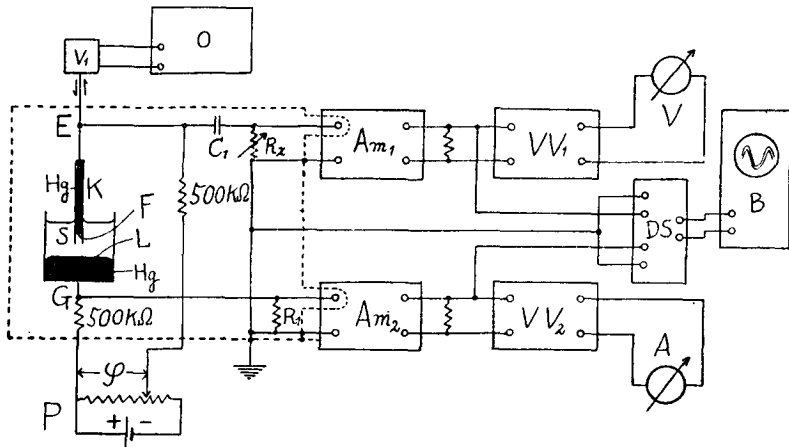 O
V₁
E
C₁
Rx
Am₁
VV₁
V
Hg
K
500KΩ
F
S
L
DS
B
Hg
G
500KΩ
R₁
Am₂
VV₂
A
φ
P
+ -